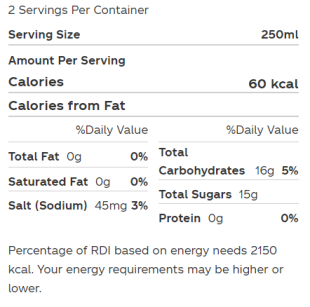 2 Servings Per Container
Serving Size 250ml
Amount Per Serving
Calories 60 kcal
Calories from Fat
%Daily Value
Total Fat 0g 0%
Saturated Fat 0g 0%
Salt (Sodium) 45mg 3%
%Daily Value
Total
Carbohydrates 16g 5%
Total Sugars 15g
Protein 0g 0%
Percentage of RDI based on energy needs 2150
kcal. Your energy requirements may be higher or
lower.